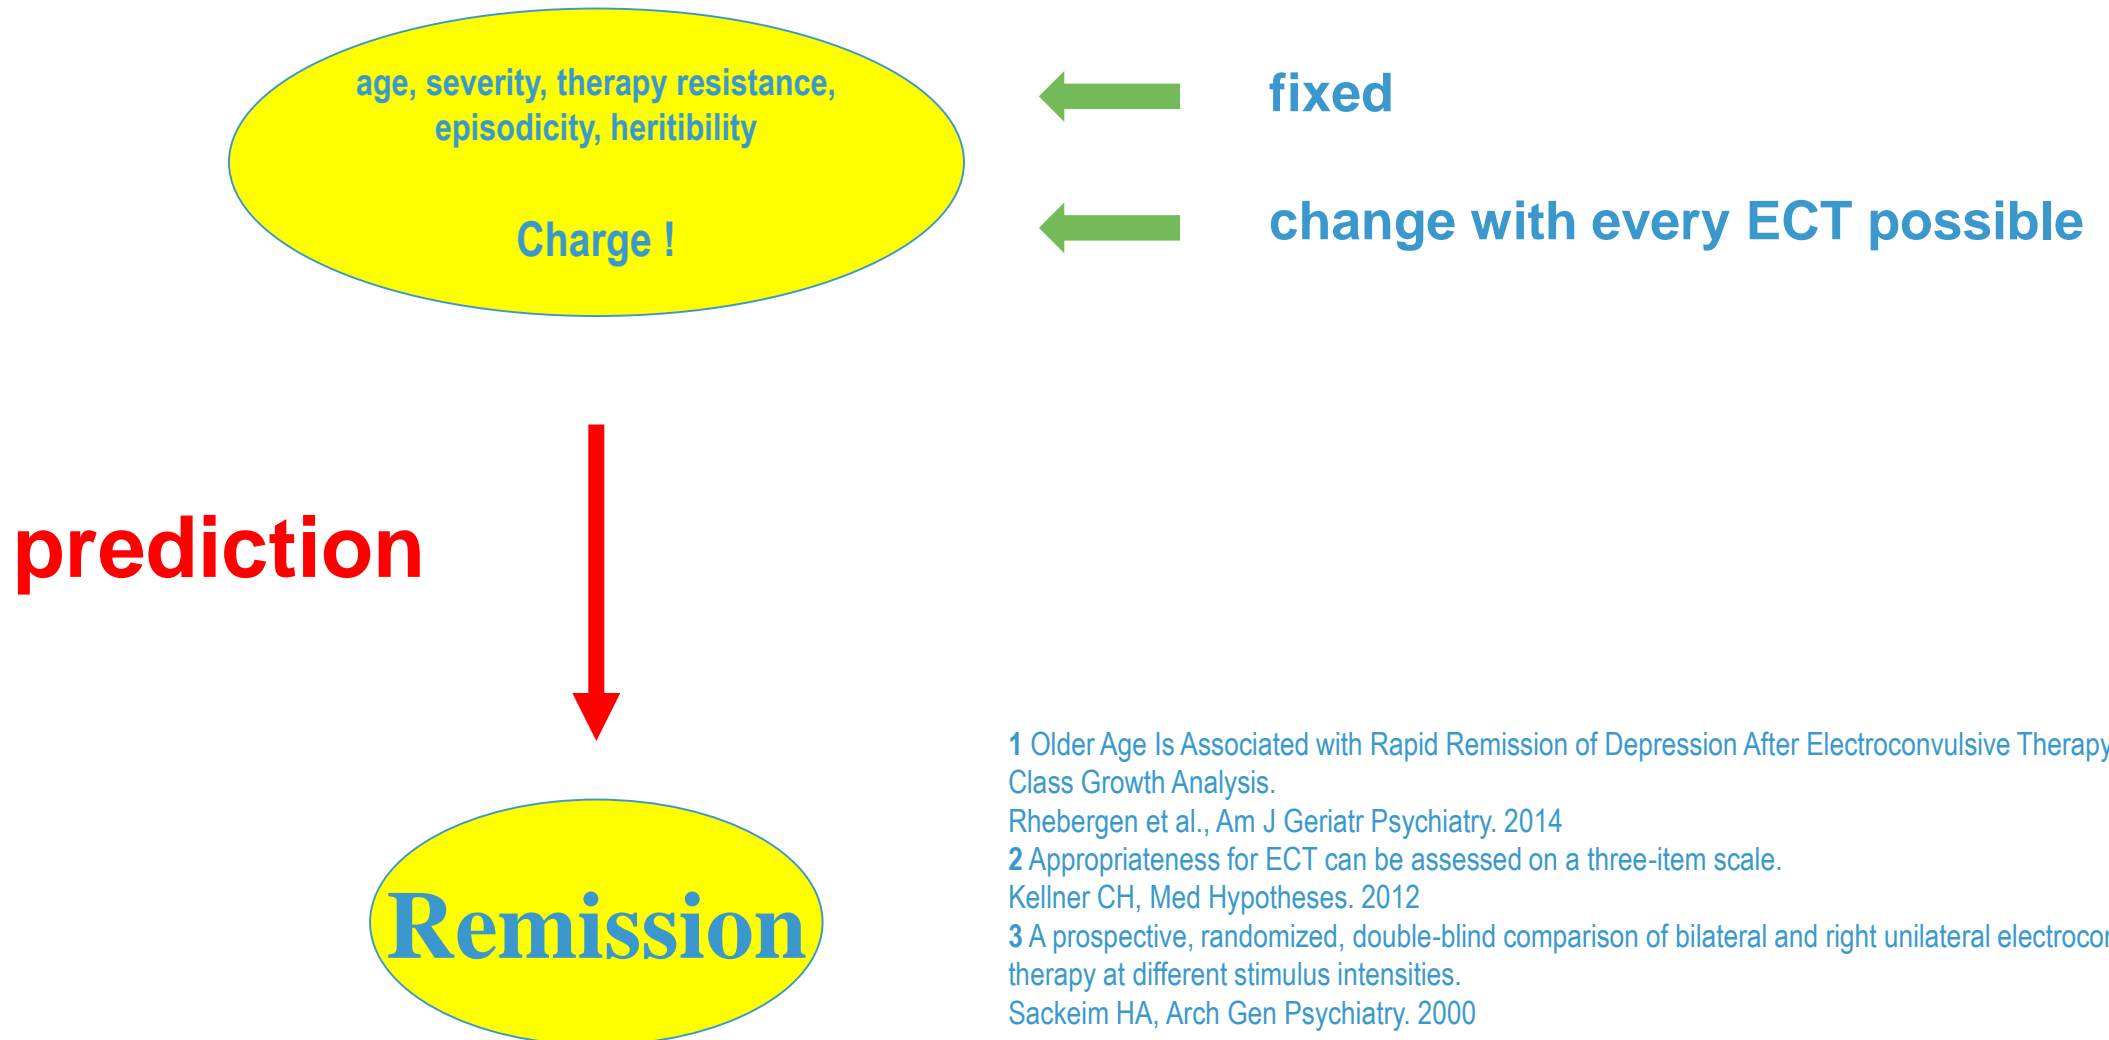 age, severity, therapy resistance,
episodicity, heritibility
Charge !
fixed
change with every ECT possible
prediction
Remission
1 Older Age Is Associated with Rapid Remission of Depression After Electroconvulsive Therapy
Class Growth Analysis.
Rhebergen et al., Am J Geriatr Psychiatry. 2014
2 Appropriateness for ECT can be assessed on a three-item scale.
Kellner CH, Med Hypotheses. 2012
3 A prospective, randomized, double-blind comparison of bilateral and right unilateral
therapy at different stimulus intensities.
Sackeim HA, Arch Gen Psychiatry. 2000